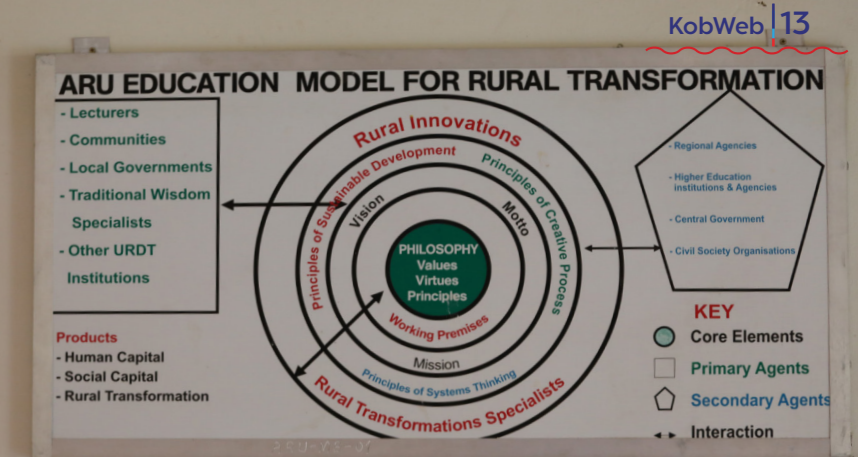 KobWeb 13
ARU EDUCATION MODEL FOR RURAL TRANSFORMATION
- Lecturers
- Communities
- Local Governments
- Traditional Wisdom
Specialists
- Other URDT
Institutions
Products
- Human Capital
- Social Capital
- Rural Transformation
Rural Innovations
Principles of Sustainable Development
Principles of Creative Process
Vision
Motto
PHILOSOPHY
Values
Virtues
Principles
Working Premises
Mission
Principles of Systems Thinking
Rural Transformations Specialists
- Regional Agencies
- Higher Education
institutions & Agencies
- Central Government
- Civil Society Organisations
KEY
Core Elements
Primary Agents
Secondary Agents
Interaction